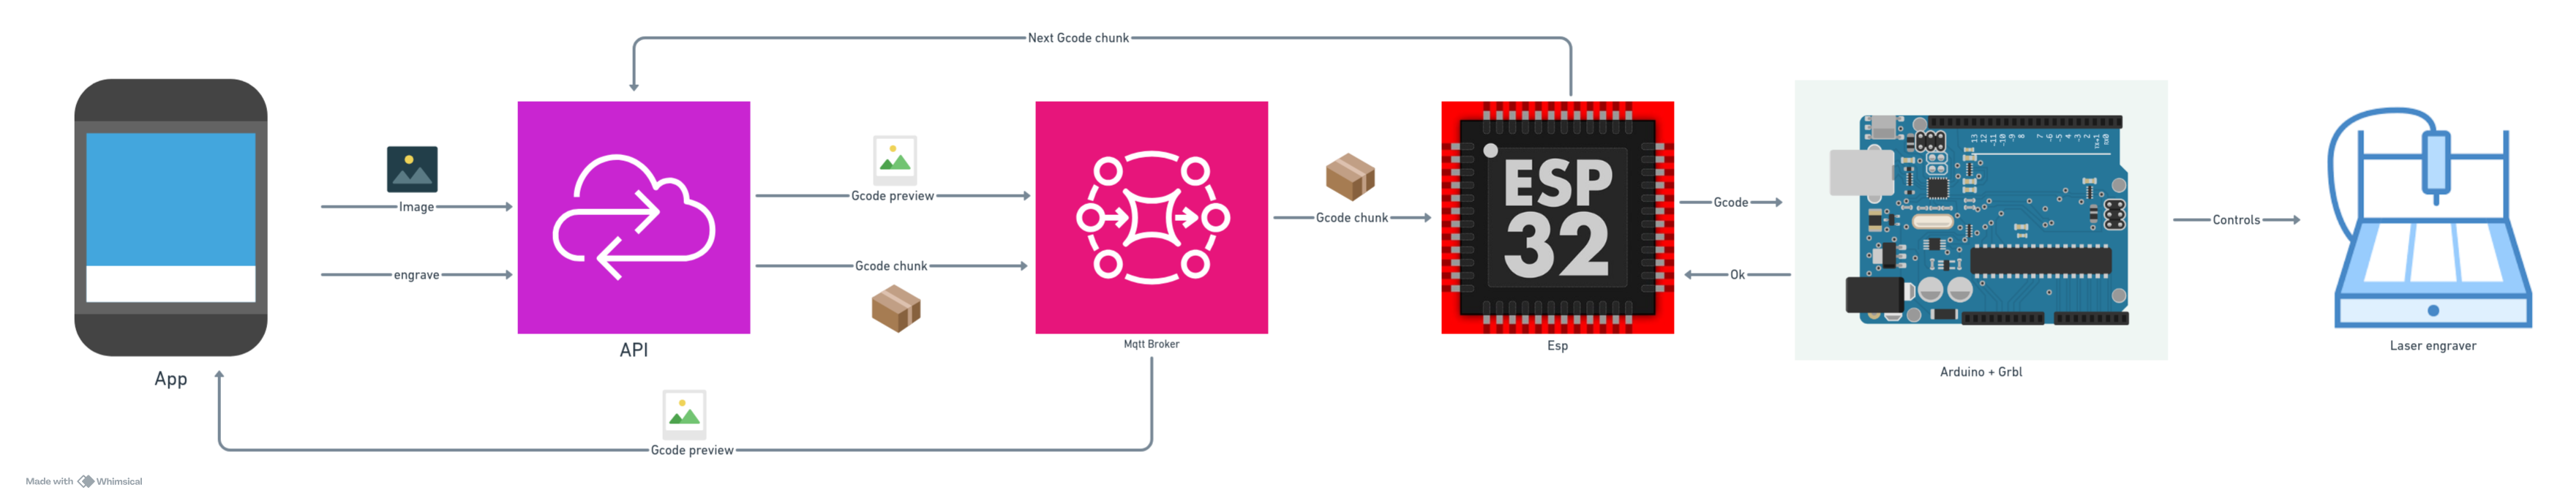 Next Gcode chunk
Image
engrave
Gcode preview
Gcode chunk
Gcode chunk
ESP
32
Gcode
Ok
Controls
App
API
Mqtt Broker
Esp
Arduino + Grbl
Laser engraver
Gcode preview
Made with Whimsical